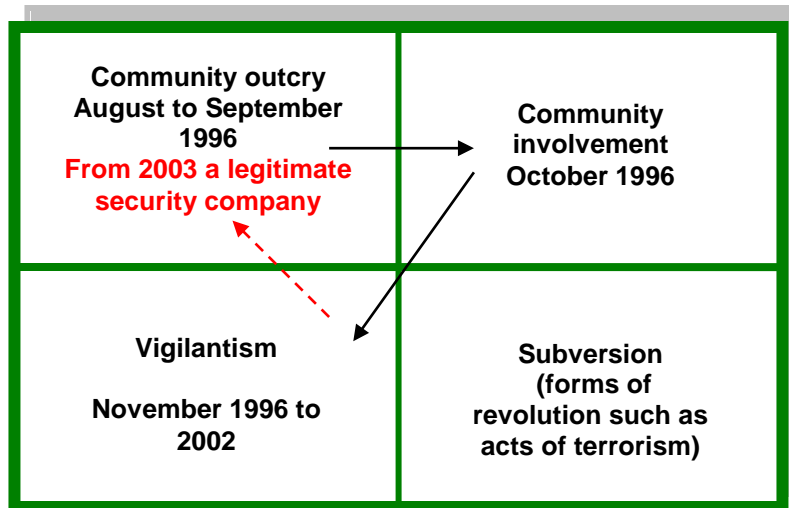 Community outcry
August to September
1996
From 2003 a legitimate
security company
Community
involvement
October 1996
Vigilantism
November 1996 to
2002
Subversion
(forms of
revolution such as
acts of terrorism)